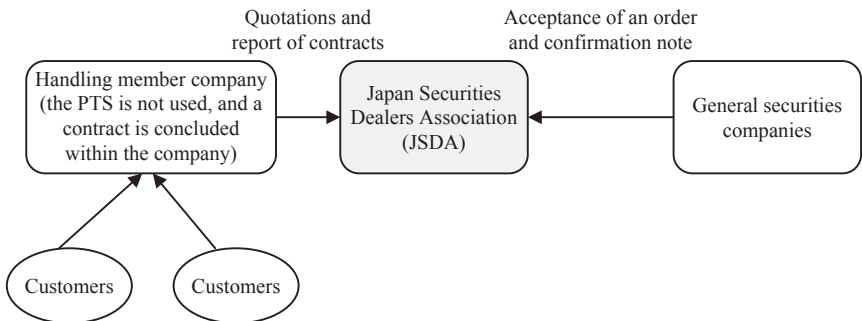 Quotations and
report of contracts
Acceptance of an order
and confirmation note
Handling member company
(the PTS is not used, and a
contract is concluded
within the company)
Japan Securities
Dealers Association
(JSDA)
General securities
companies
Customers
Customers